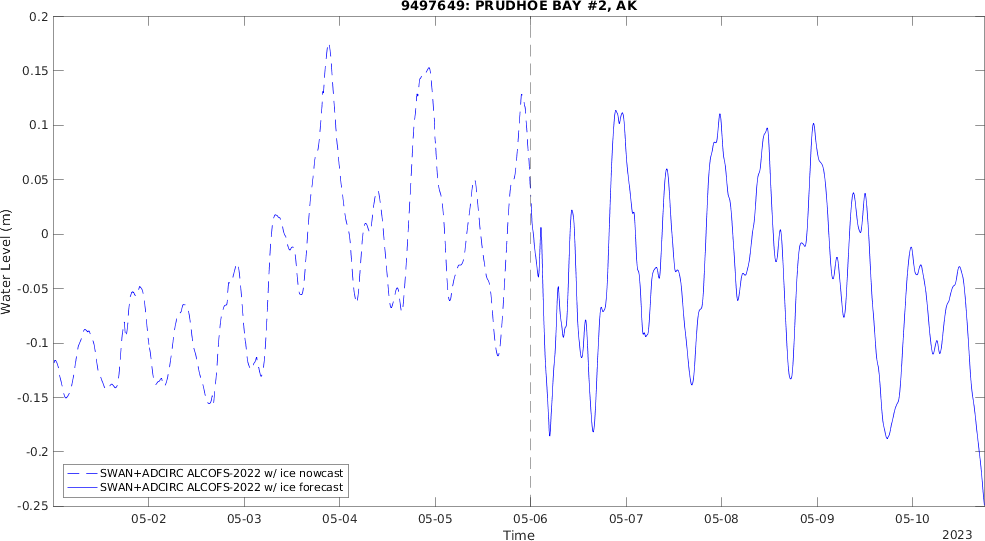 9497649: PRUDHOE BAY #2, AK
0.2
0.15
0.1
0.05
0
-0.05
-0.1
-0.15
-0.2
-0.25
Water Level (m)
SWAN+ADCIRC ALCOFS-2022 w/ ice nowcast
SWAN+ADCIRC ALCOFS-2022 w/ ice forecast
05-02 05-03 05-04 05-05 05-06 05-07 05-08 05-09 05-10
Time
2023